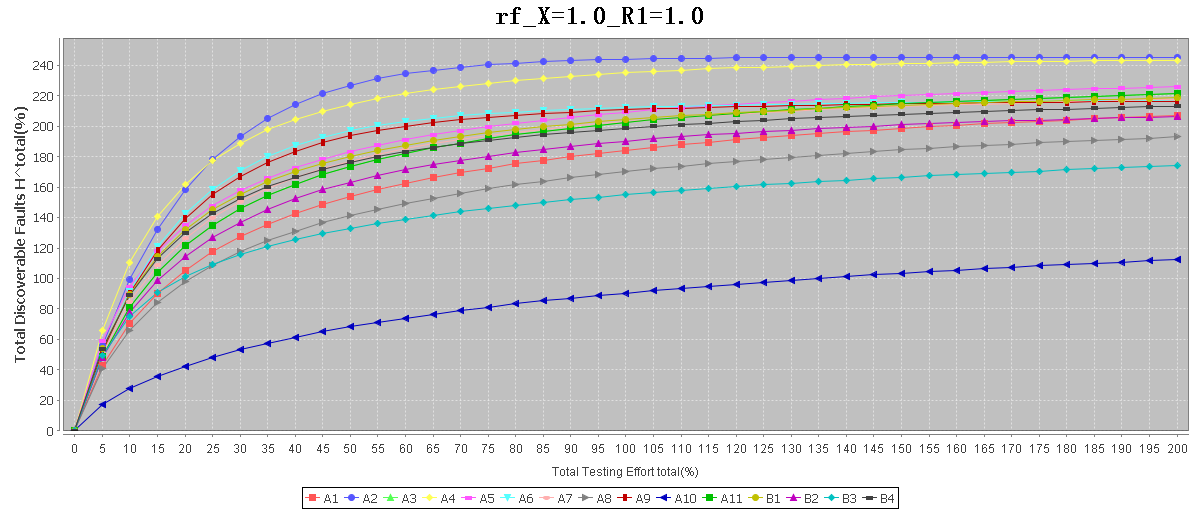 rf_X=1.0_R1=1.0
Total Discoverable Faults H^total(%)
240
220
200
180
160
140
120
100
80
60
40
20
0
0 5 10 15 20 25 30 35 40 45 50 55 60 65 70 75 80 85 90 95 100 105 110 115 120 125 130 135 140 145 150 155 160 165 170 175 180 185 190 195 200
Total Testing Effort total(%)
A1 A2 A3 A4 A5 A6 A7 A8 A9 A10 A11 B1 B2 B3 B4